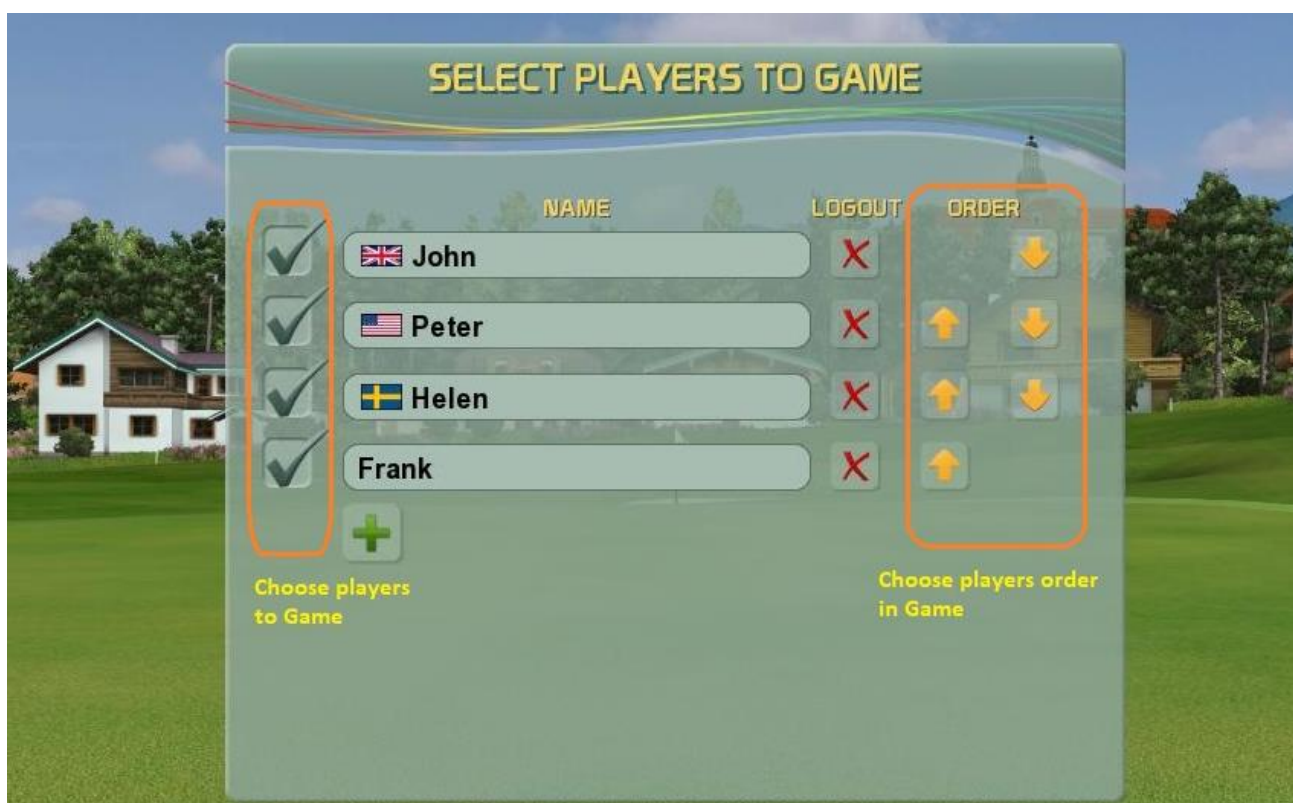 SELECT PLAYERS TO GAME
NAME LOGOUT ORDER
John
Peter
Helen
Frank
Choose players
to Game
Choose players order
in Game